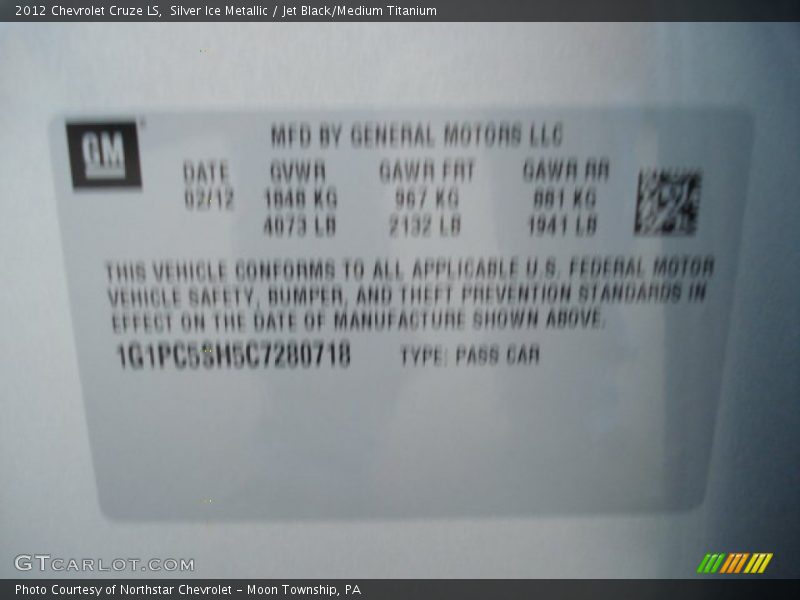 2012 Chevrolet Cruze LS,  Silver Ice Metallic / Jet Black/Medium Titanium
GM
MFD BY GENERAL MOTORS LLC
DATE GVWR GAWR FRT GAWR RR
02/12 1848 KG 967 KG 881 KG
4073 LB 2132 LB 1941 LB
THIS VEHICLE CONFORMS TO ALL APPLICABLE U.S. FEDERAL MOTOR
VEHICLE SAFETY, BUMPER, AND THEFT PREVENTION STANDARDS IN
EFFECT ON THE DATE OF MANUFACTURE SHOWN ABOVE.
1G1PC5SH5C7280718 TYPE: PASS CAR
GTCARLOT.COM
Photo Courtesy of Northstar Chevrolet - Moon Township, PA